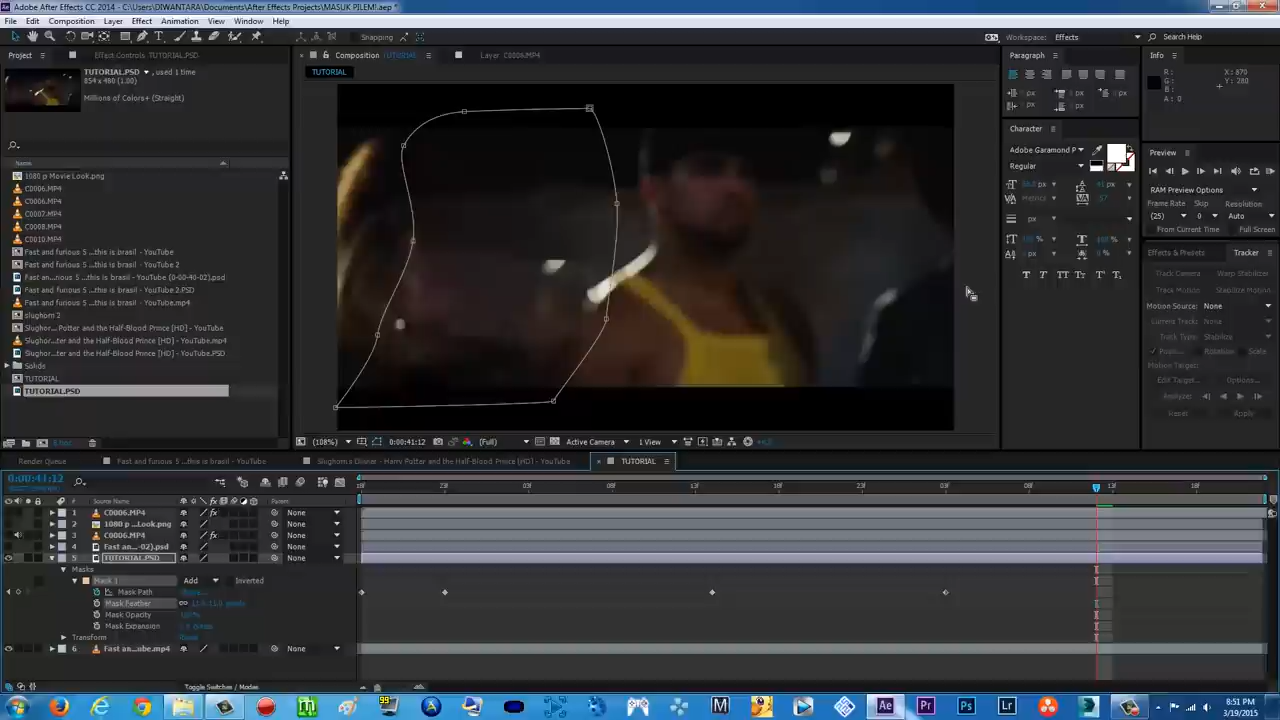 Adobe After Effects CC 2014 - C:\Users\DIWANTARA\Documents\After Effects Projects\MASUK PILEM!.aep *
File Edit Composition Layer Effect Animation View Window Help
Snapping
Workspace: Effects
Search Help
Project
Effect Controls TUTORIAL.PSD
Composition TUTORIAL
Layer C0006.MP4
Paragraph
Info
TUTORIAL.PSD , used 1 time
854 x 480 (1.00)
Millions of Colors+ (Straight)
TUTORIAL
R :
G :
B :
A : 0
X : 870
Y : 280
Character
Adobe Garamond P
Regular
Preview
RAM Preview Options
Frame Rate Skip Resolution
(25) 0 Auto
From Current Time Full Screen
Name
1080 p Movie Look.png
C0006.MP4
C0006.MP4
C0007.MP4
C0008.MP4
C0010.MP4
Fast and furious 5 ...this is brasil - YouTube
Fast and furious 5 ...this is brasil - YouTube 2
Fast an...rious 5 ...this is brasil - YouTube (0-00-40-02).psd
Fast and furious 5 ...this is brasil - YouTube 2.PSD
Fast and furious 5 ...this is brasil - YouTube.mp4
slughorn 2
Slughor... Potter and the Half-Blood Prince [HD] - YouTube
Slughor...ter and the Half-Blood Prince [HD] - YouTube.mp4
Slughor...ter and the Half-Blood Prince [HD] - YouTube.PSD
Solids
TUTORIAL
TUTORIAL.PSD
Effects & Presets
Tracker
Track Camera Warp Stabilizer
Track Motion Stabilize Motion
Motion Source: None
Current Track: None
Track Type: Stabilize
Position Rotation Scale
Motion Target:
Edit Target... Options...
Analyze:
Reset Apply
8 bpc
(108%)
0:00:41:12
(Full)
Active Camera
1 View
+0.0
Render Queue
Fast and furious 5 ...this is brasil - YouTube
TUTORIAL
0:00:41:12
Source Name
Parent
1 C0006.MP4 None
2 1080 p ...Look.png None
3 C0006.MP4 None
4 Fast an...-02).psd None
5 TUTORIAL.PSD None
Masks
Mask 1 Add Inverted
Mask Path
Mask Feather
Mask Opacity
Mask Expansion
Transform
6 Fast an...ube.mp4 None
Toggle Switches / Modes
8:51 PM
3/19/2015